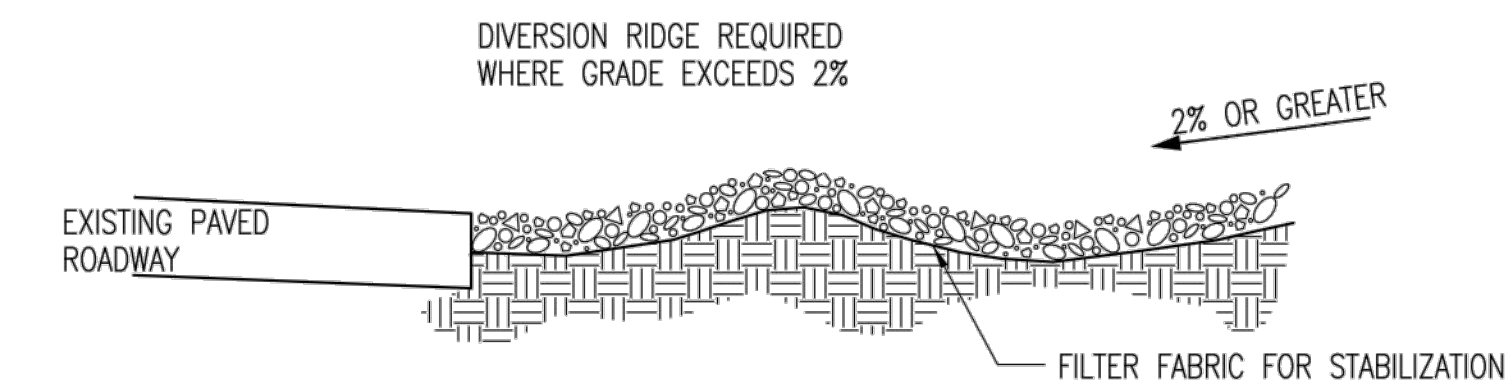 DIVERSION RIDGE REQUIRED
WHERE GRADE EXCEEDS 2%
2% OR GREATER
EXISTING PAVED
ROADWAY
FILTER FABRIC FOR STABILIZATION